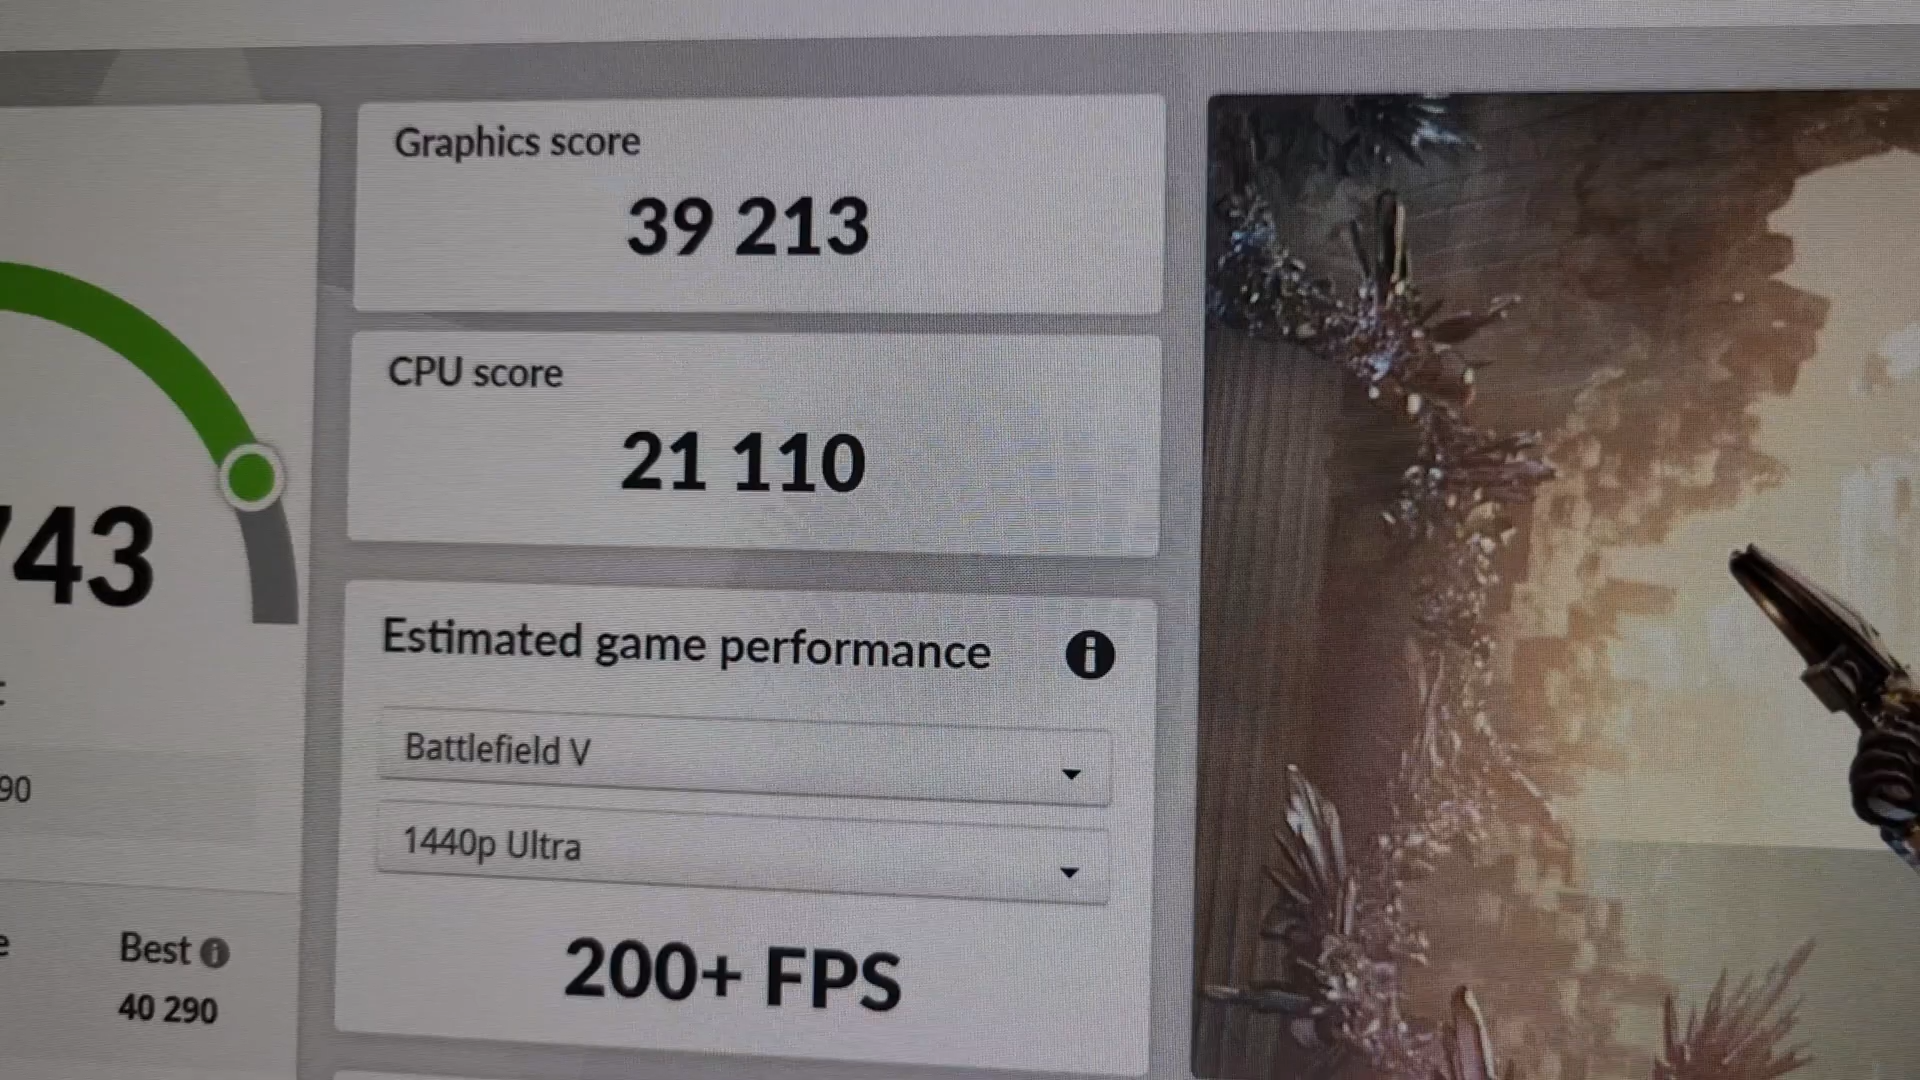 Graphics score
39 213
CPU score
21 110
743
Estimated game performance
Battlefield V
90
1440p Ultra
Best
200+ FPS
40 290